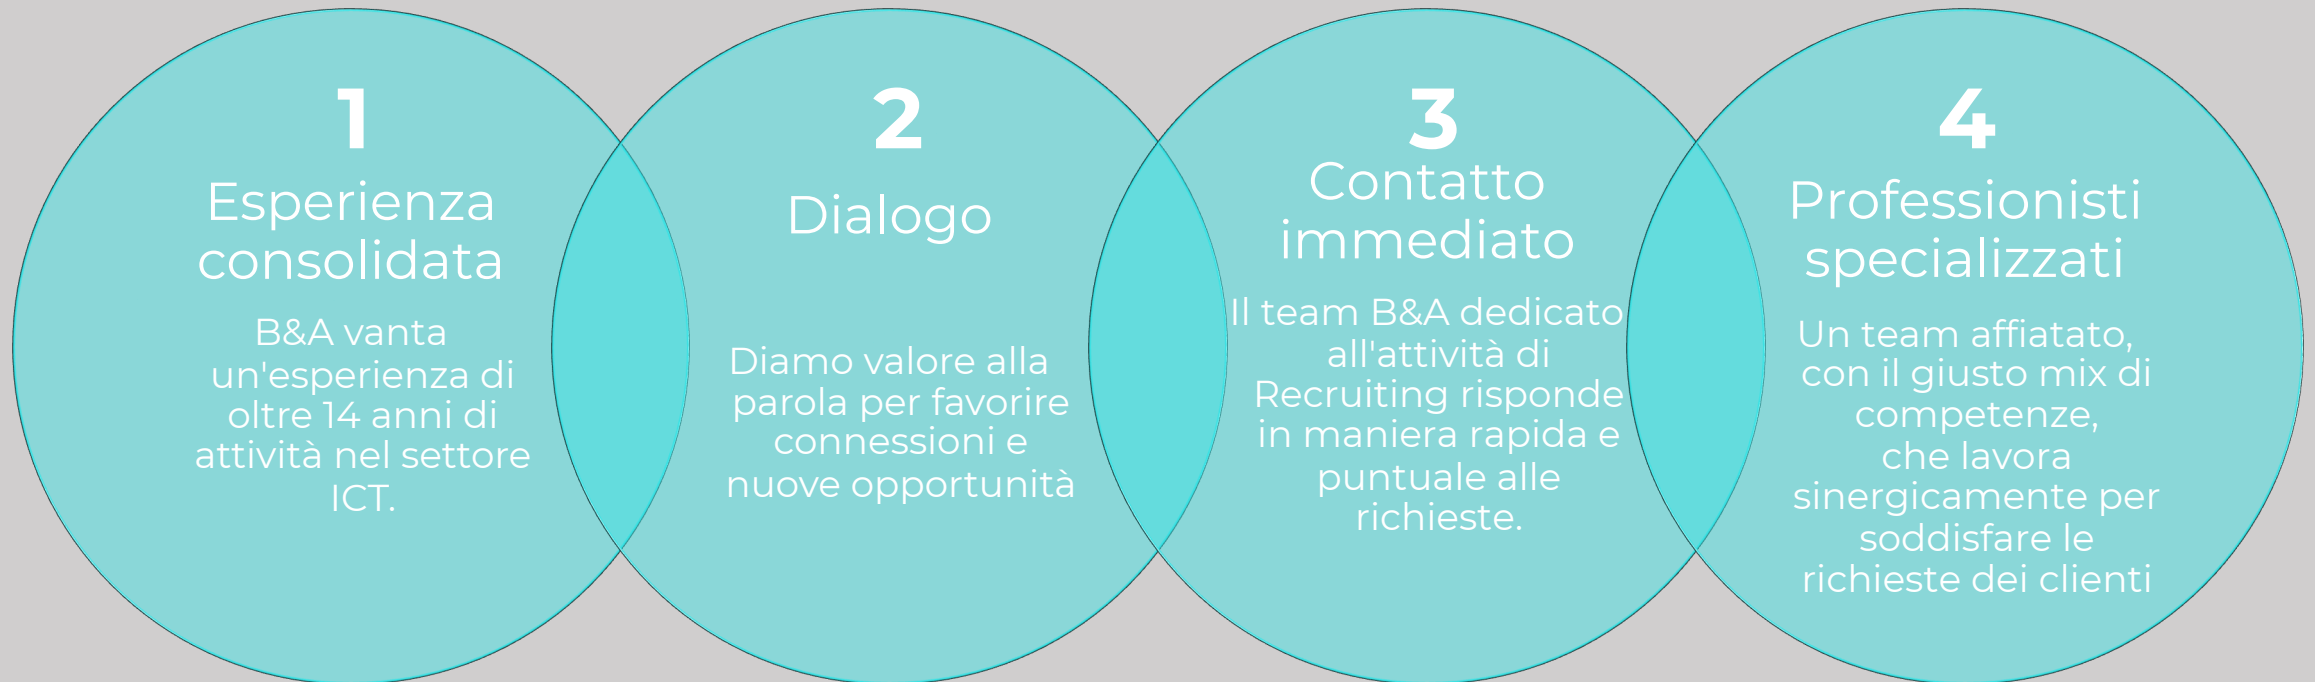 1
Esperienza
consolidata
B&A vanta
un'esperienza di
oltre 14 anni di
attività nel settore
ICT.
2
Dialogo
Diamo valore alla
parola per favorire
connessioni e
nuove opportunità
3
Contatto
immediato
Il team B&A dedicato
all'attività di
Recruiting risponde
in maniera rapida e
puntuale alle
richieste.
4
Professionisti
specializzati
Un team affiatato,
con il giusto mix di
competenze,
che lavora
sinergicamente per
soddisfare le
richieste dei clienti